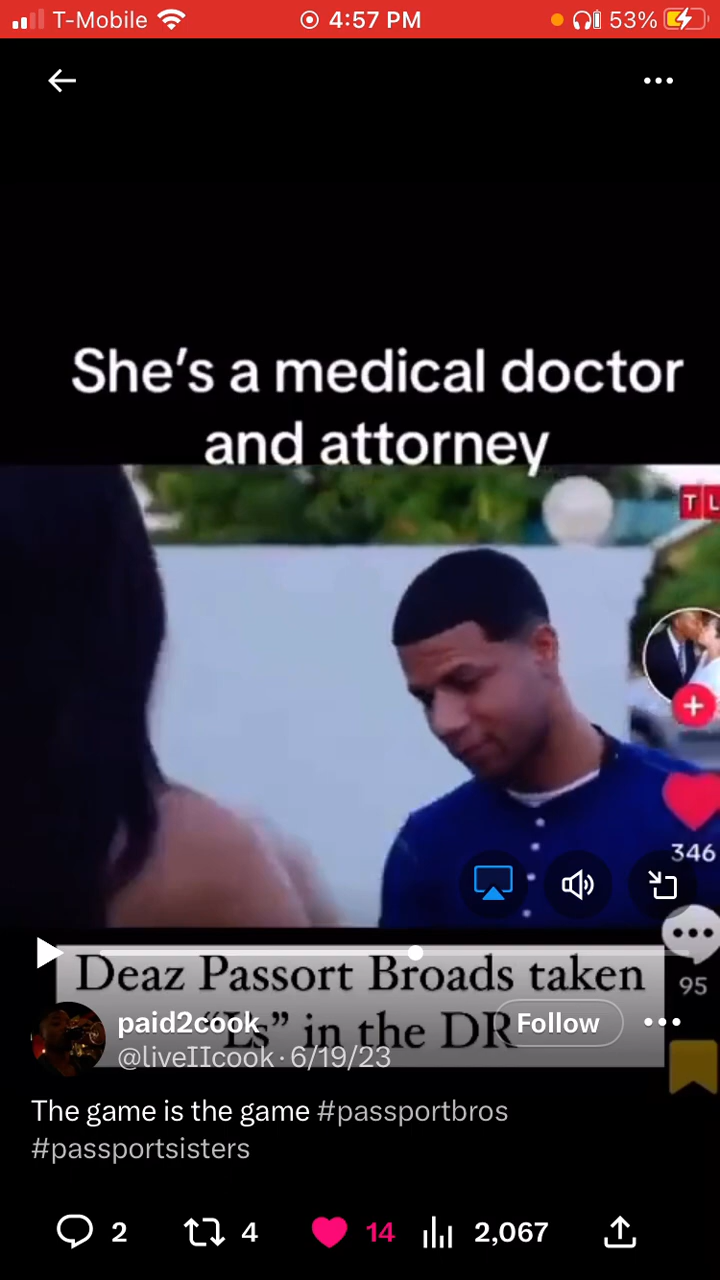 T-Mobile 4:57 PM 53%
She's a medical doctor
and attorney
TL
346
Deaz Passort Broads taken
"Ls" in the DR
95
paid2cook Follow
@liveIIcook · 6/19/23
The game is the game #passportbros
#passportsisters
2 4 14 2,067